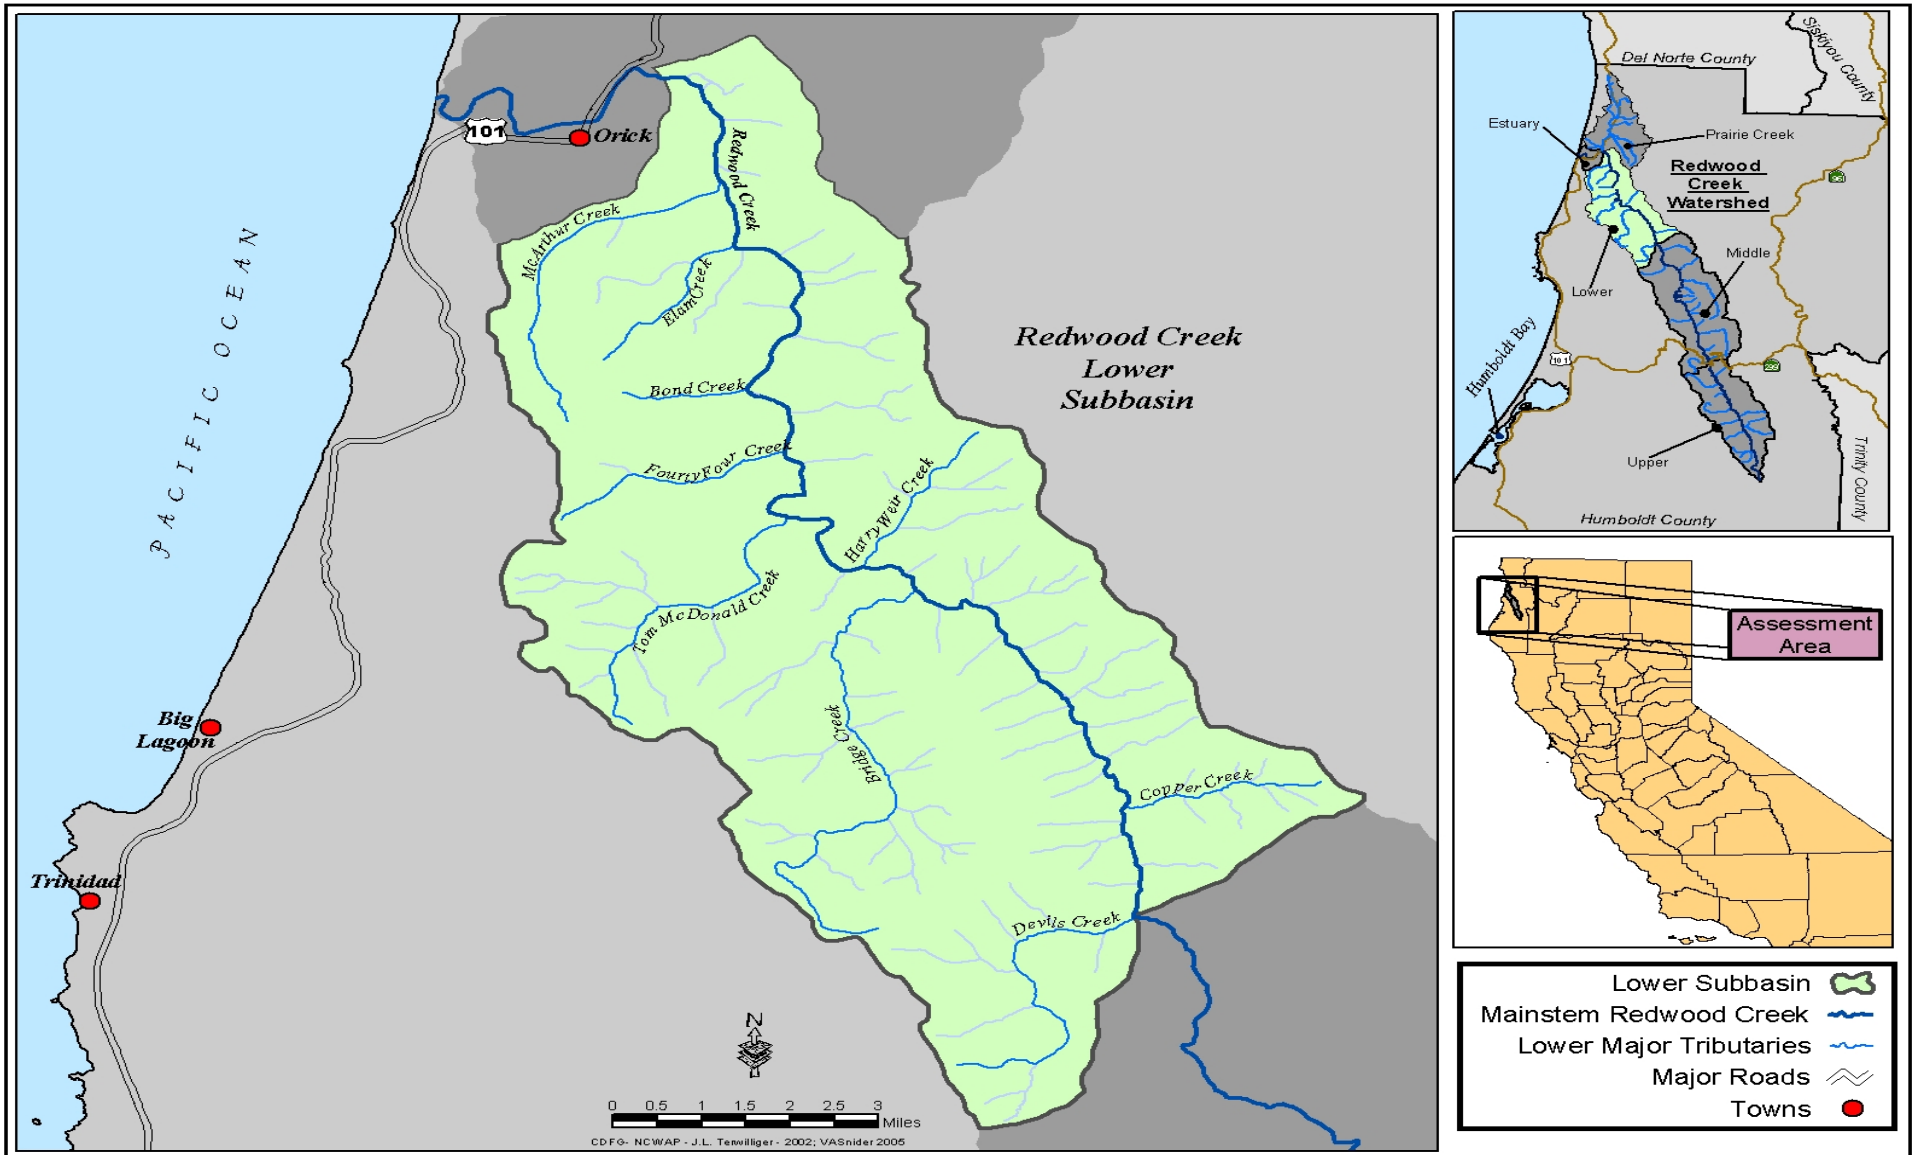 Redwood Creek
Lower
Subbasin
PACIFIC OCEAN
101
Orick
Big
Lagoon
Trinidad
Redwood Creek
McArthur Creek
Elam Creek
Bond Creek
FourtyFour Creek
HarryWeir Creek
Tom McDonald Creek
Bridge Creek
Copper Creek
Devils Creek
N
0 0.5 1 1.5 2 2.5 3
Miles
CDFG- NCWAP - J.L. Terwilliger - 2002; VASnider 2005
Del Norte County
Siskiyou County
Estuary
Prairie Creek
Redwood
Creek
Watershed
Middle
Lower
Humboldt Bay
101
299
Upper
Trinity County
Humboldt County
Assessment
Area
Lower Subbasin
Mainstem Redwood Creek
Lower Major Tributaries
Major Roads
Towns